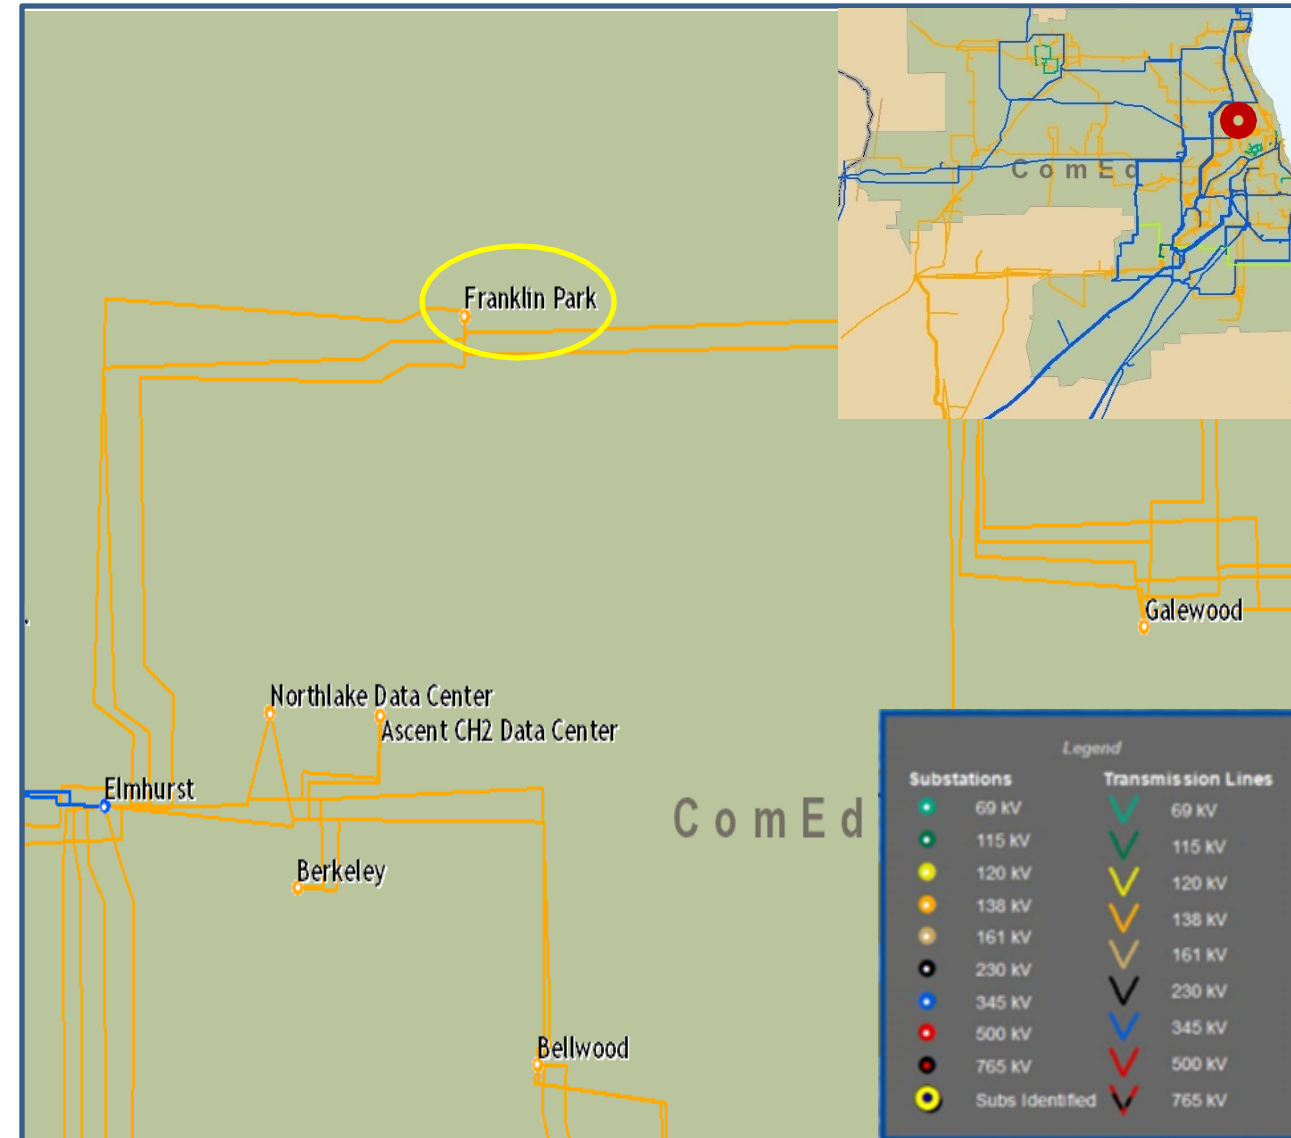 ComEd
Franklin Park
Galewood
Northlake Data Center
Ascent CH2 Data Center
Elmhurst
ComEd
Berkeley
Bellwood
Legend
Substations Transmission Lines
69 kV 69 kV
115 kV 115 kV
120 kV 120 kV
138 kV 138 kV
161 kV 161 kV
230 kV 230 kV
345 kV 345 kV
500 kV 500 kV
765 kV 765 kV
Subs Identified